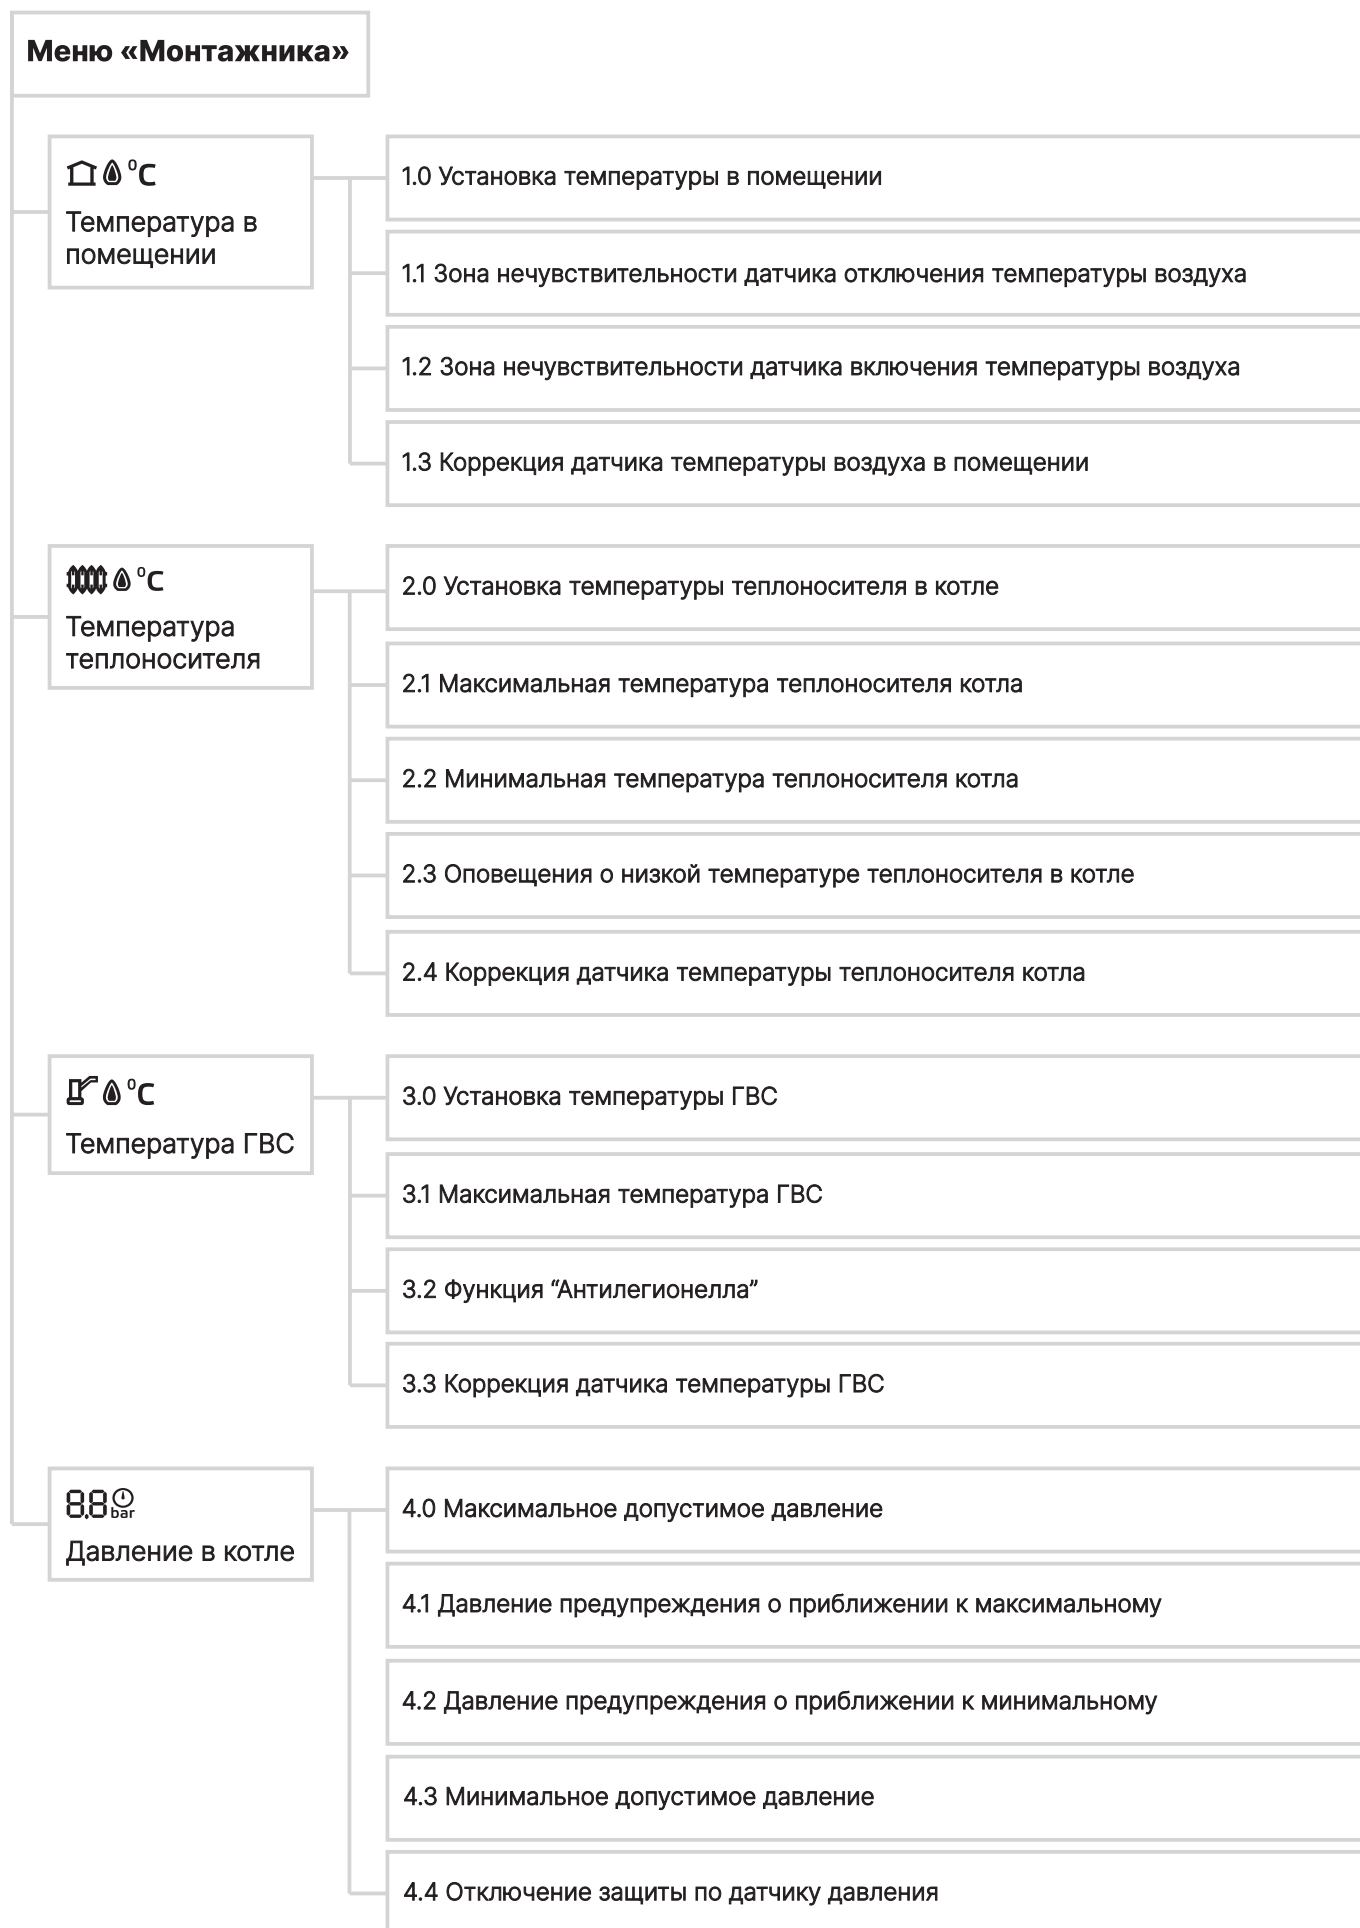 Меню «Монтажника»
⁰C
Температура в
помещении
1.0 Установка температуры в помещении
1.1 Зона нечувствительности датчика отключения температуры воздуха
1.2 Зона нечувствительности датчика включения температуры воздуха
1.3 Коррекция датчика температуры воздуха в помещении
⁰C
Температура
теплоносителя
2.0 Установка температуры теплоносителя в котле
2.1 Максимальная температура теплоносителя котла
2.2 Минимальная температура теплоносителя котла
2.3 Оповещения о низкой температуре теплоносителя в котле
2.4 Коррекция датчика температуры теплоносителя котла
⁰C
Температура ГВС
3.0 Установка температуры ГВС
3.1 Максимальная температура ГВС
3.2 Функция “Антилегионелла”
3.3 Коррекция датчика температуры ГВС
8.8 bar
Давление в котле
4.0 Максимальное допустимое давление
4.1 Давление предупреждения о приближении к максимальному
4.2 Давление предупреждения о приближении к минимальному
4.3 Минимальное допустимое давление
4.4 Отключение защиты по датчику давления